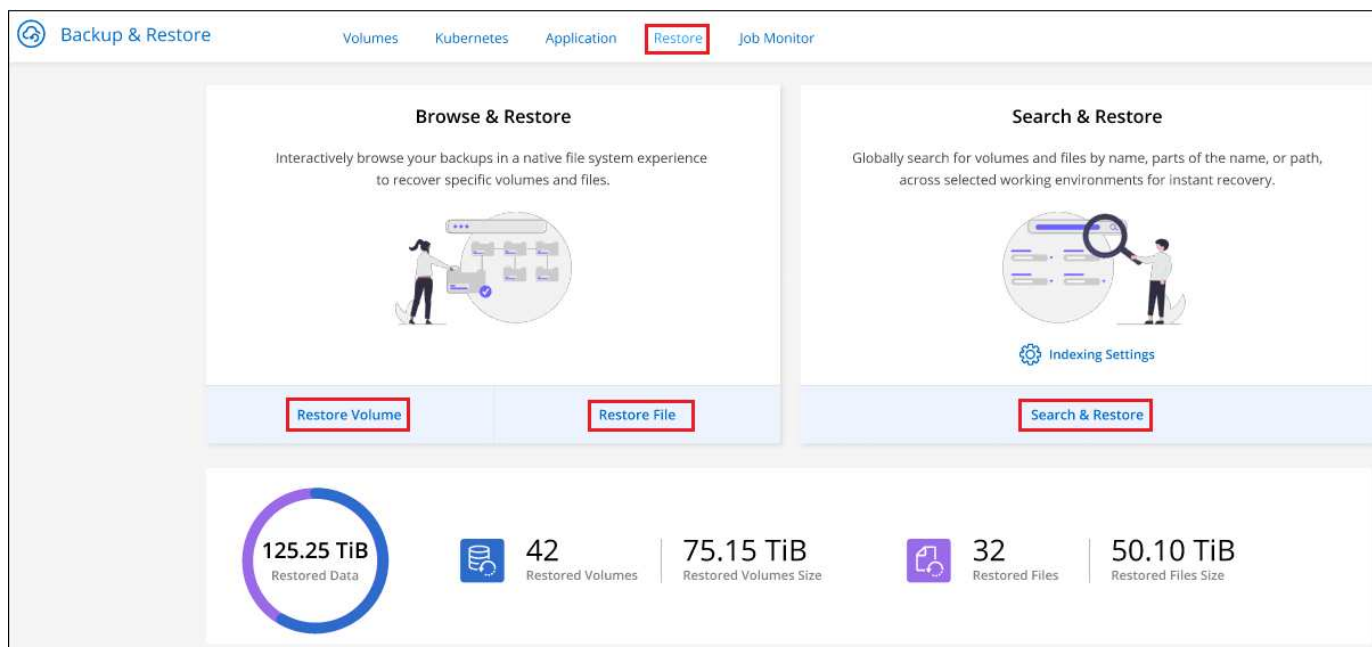 Backup & Restore
Volumes Kubernetes Application Restore Job Monitor
Browse & Restore
Interactively browse your backups in a native file system experience
to recover specific volumes and files.
Restore Volume Restore File
Search & Restore
Globally search for volumes and files by name, parts of the name, or path,
across selected working environments for instant recovery.
Indexing Settings
Search & Restore
125.25 TiB
Restored Data
42
Restored Volumes
75.15 TiB
Restored Volumes Size
32
Restored Files
50.10 TiB
Restored Files Size